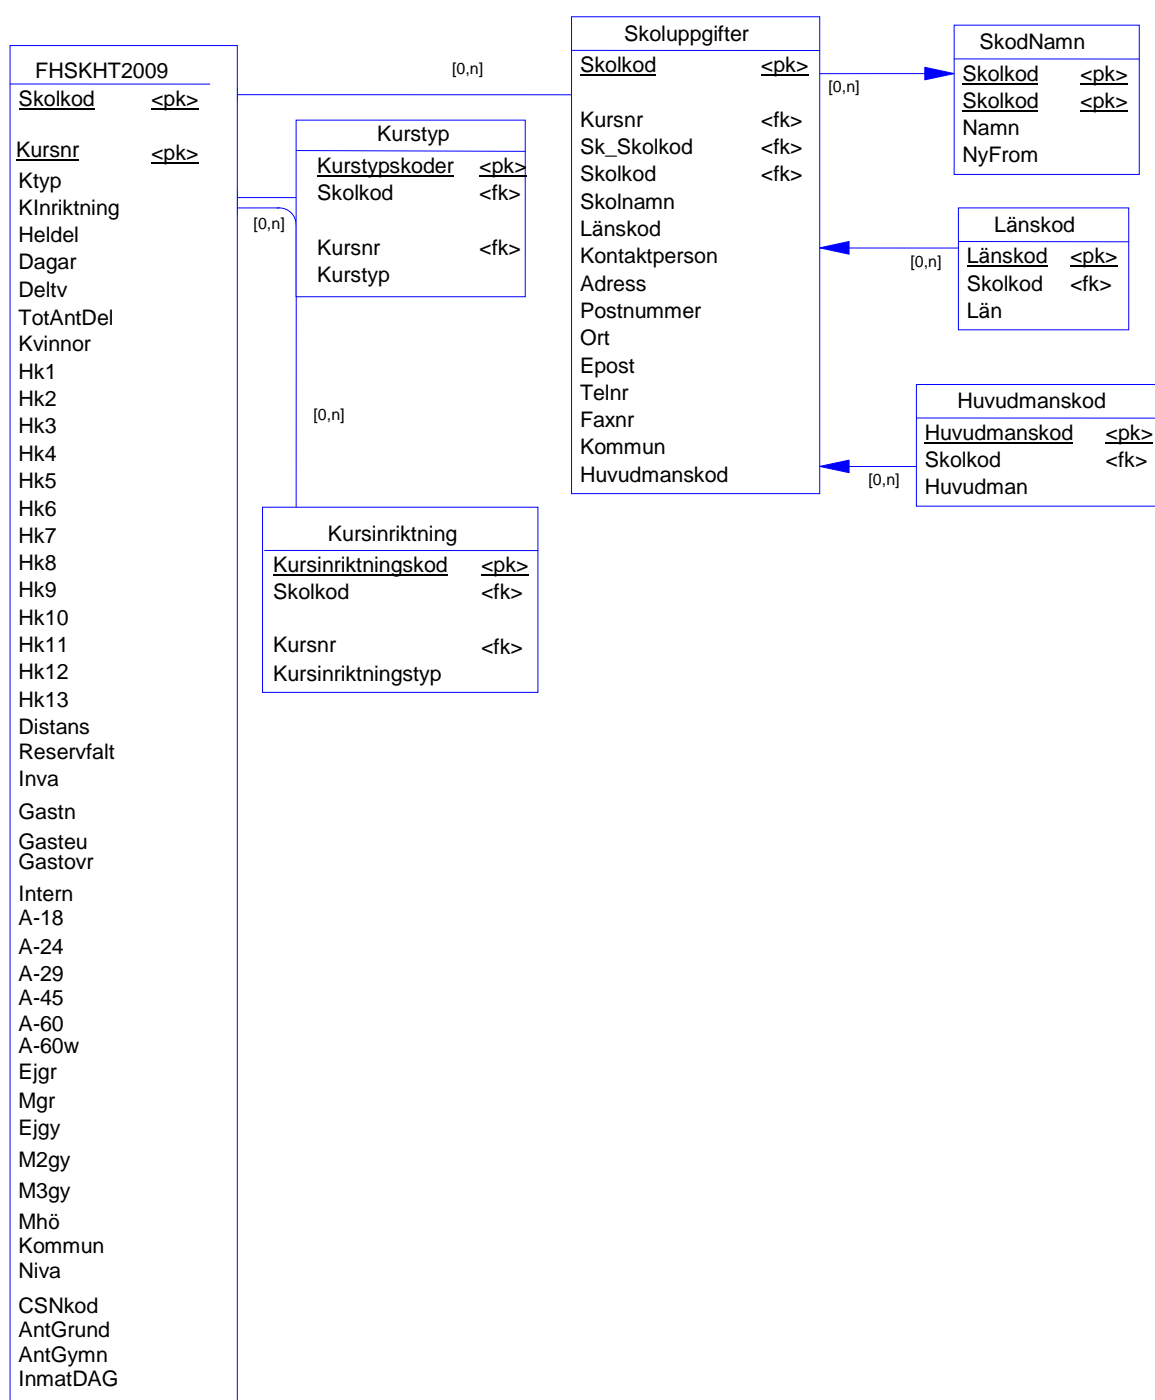 FHSKHT2009
Skolkod <pk>
Kursnr <pk>
Ktyp
KInriktning
Heldel
Dagar
Deltv
TotAntDel
Kvinnor
Hk1
Hk2
Hk3
Hk4
Hk5
Hk6
Hk7
Hk8
Hk9
Hk10
Hk11
Hk12
Hk13
Distans
Reservfalt
Inva
Gastn
Gasteu
Gastovr
Intern
A-18
A-24
A-29
A-45
A-60
A-60w
Ejgr
Mgr
Ejgy
M2gy
M3gy
Mhö
Kommun
Niva
CSNkod
AntGrund
AntGymn
InmatDAG
[0,n]
[0,n]
[0,n]
Kurstyp
Kurstypskoder <pk>
Skolkod <fk>
Kursnr <fk>
Kurstyp
Kursinriktning
Kursinriktningskod <pk>
Skolkod <fk>
Kursnr <fk>
Kursinriktningstyp
Skoluppgifter
Skolkod <pk>
Kursnr <fk>
Sk_Skolkod <fk>
Skolkod <fk>
Skolnamn
Länskod
Kontaktperson
Adress
Postnummer
Ort
Epost
Telnr
Faxnr
Kommun
Huvudmanskod
[0,n]
[0,n]
[0,n]
SkodNamn
Skolkod <pk>
Skolkod <pk>
Namn
NyFrom
Länskod
Länskod <pk>
Skolkod <fk>
Län
Huvudmanskod
Huvudmanskod <pk>
Skolkod <fk>
Huvudman